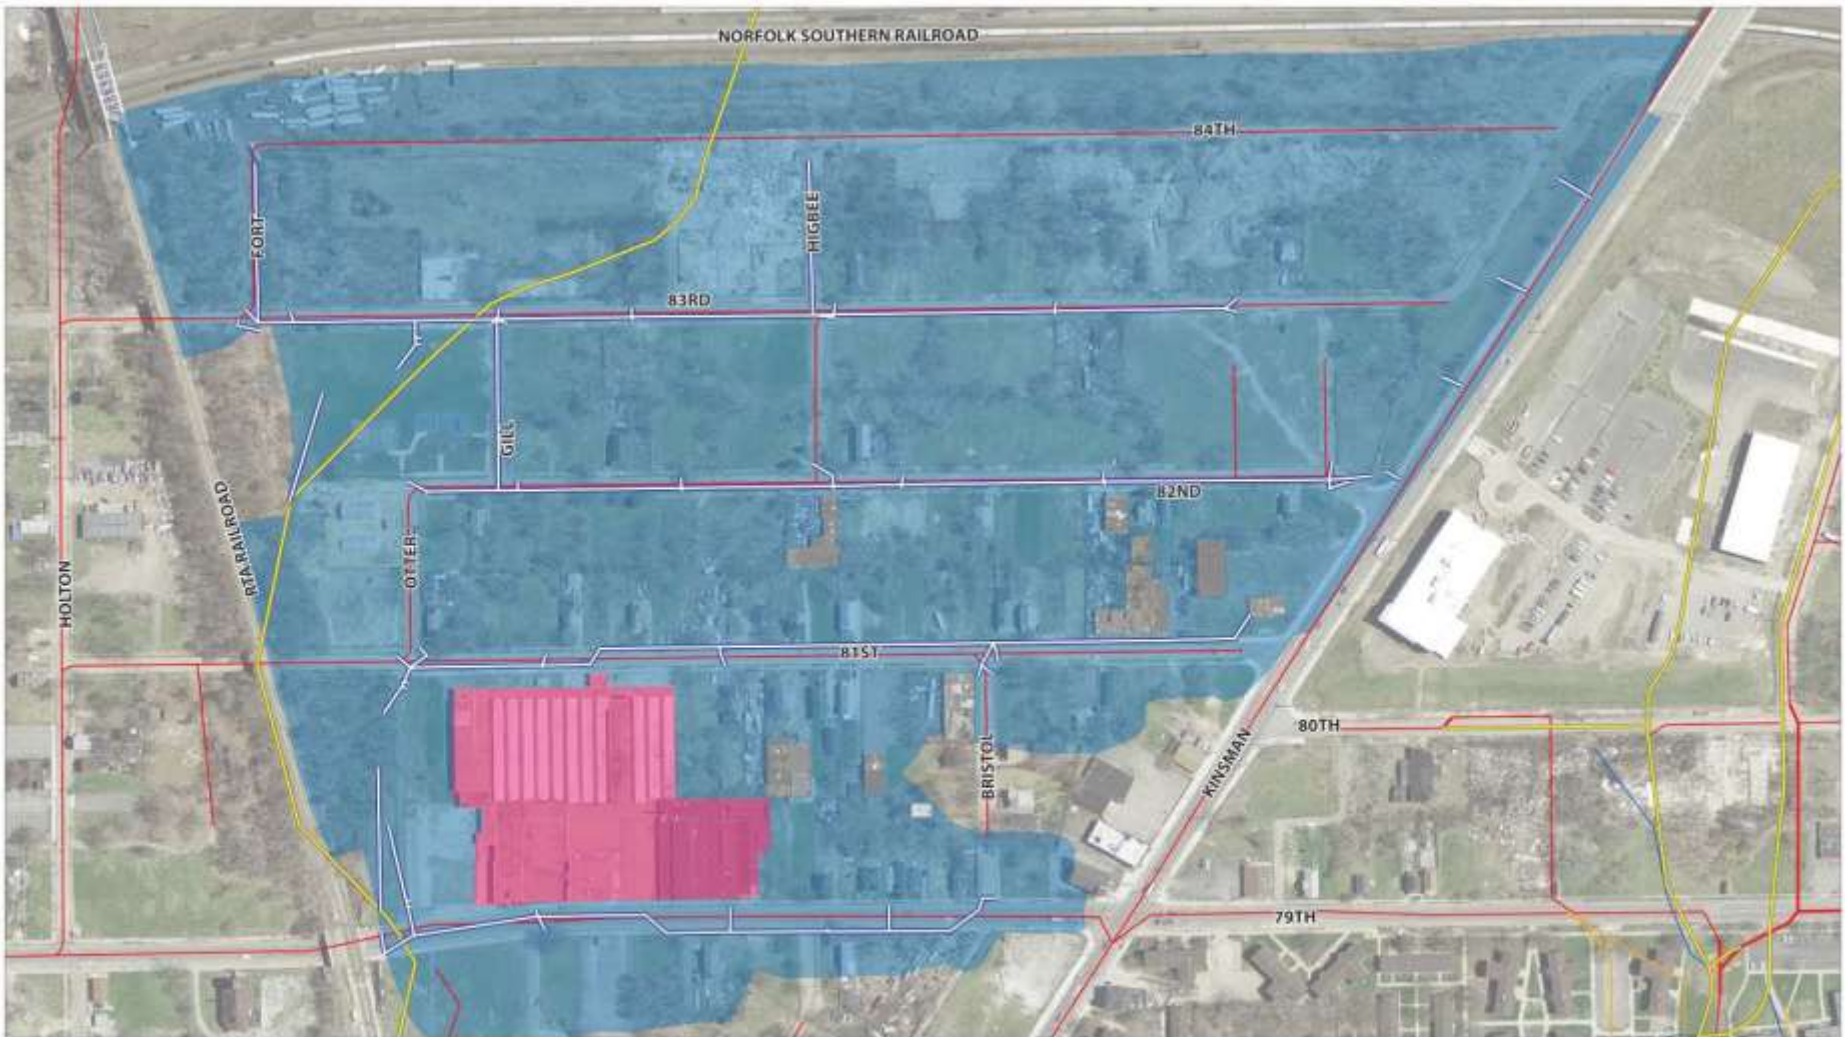 NORFOLK SOUTHERN RAILROAD
84TH
FORT
HIGBEE
83RD
GILL
82ND
RTA RAILROAD
OTTER
HOLTON
81ST
80TH
KINSMAN
BRISTOL
79TH